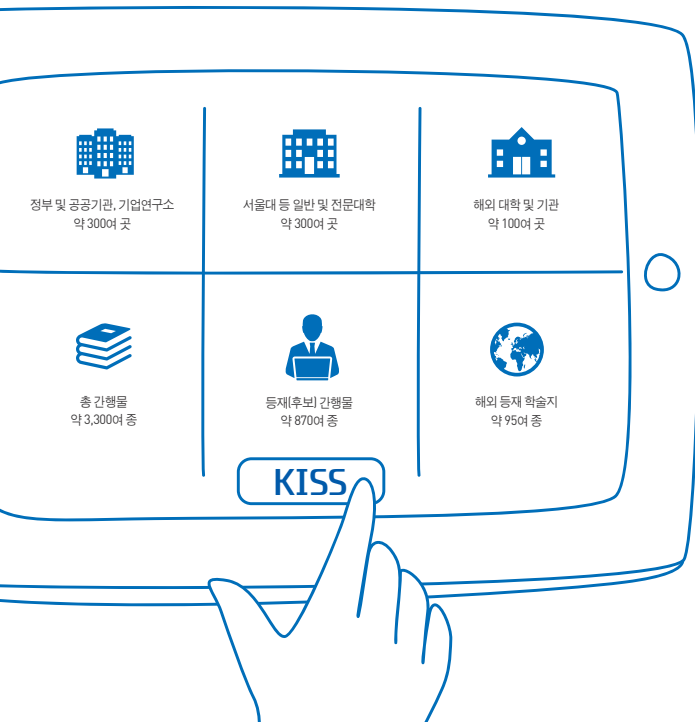 정부 및 공공기관, 기업연구소
약 300여 곳
서울대 등 일반 및 전문대학
약 300여 곳
해외 대학 및 기관
약 100여 곳
총 간행물
약 3,300여 종
등재(후보) 간행물
약 870여 종
해외 등재 학술지
약 95여 종
KISS